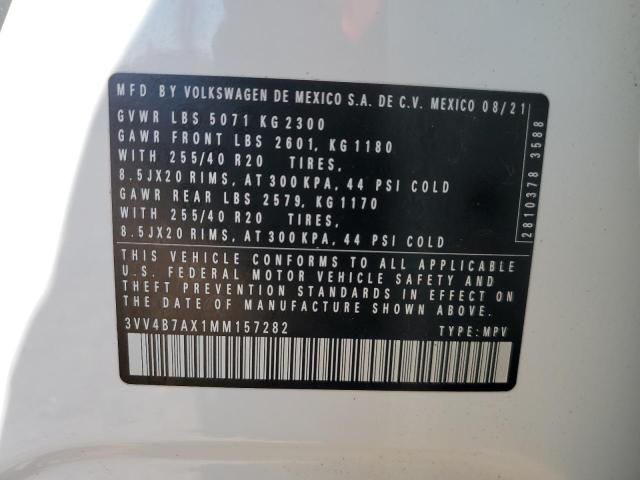 MFD BY VOLKSWAGEN DE MEXICO S.A. DE C.V. MEXICO 08/21
GVWR LBS 5071 KG 2300
GAWR FRONT LBS 2601, KG 1180
WITH 255/40 R20 TIRES,
8.5JX20 RIMS, AT 300 KPA, 44 PSI COLD
GAWR REAR LBS 2579, KG 1170
WITH 255/40 R20 TIRES,
8.5JX20 RIMS, AT 300 KPA, 44 PSI COLD
THIS VEHICLE CONFORMS TO ALL APPLICABLE
U.S. FEDERAL MOTOR VEHICLE SAFETY AND
THEFT PREVENTION STANDARDS IN EFFECT ON
THE DATE OF MANUFACTURE SHOWN ABOVE.
3VV4B7AX1MM157282 TYPE: MPV
2810378 3588